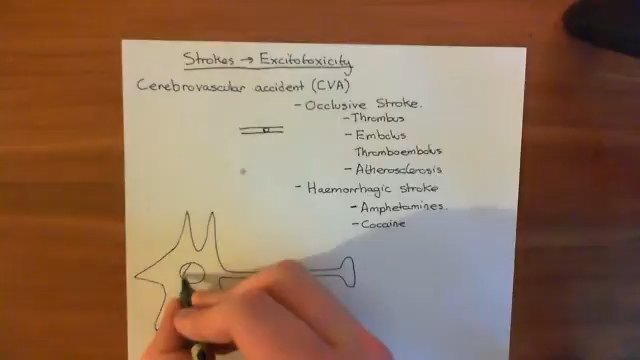 Strokes → Excitotoxicity
Cerebrovascular accident (CVA)
- Occlusive Stroke.
- Thrombus
- Embolus
Thromboembolus
- Atherosclerosis
- Haemorrhagic stroke
- Amphetamines.
- Cocaine